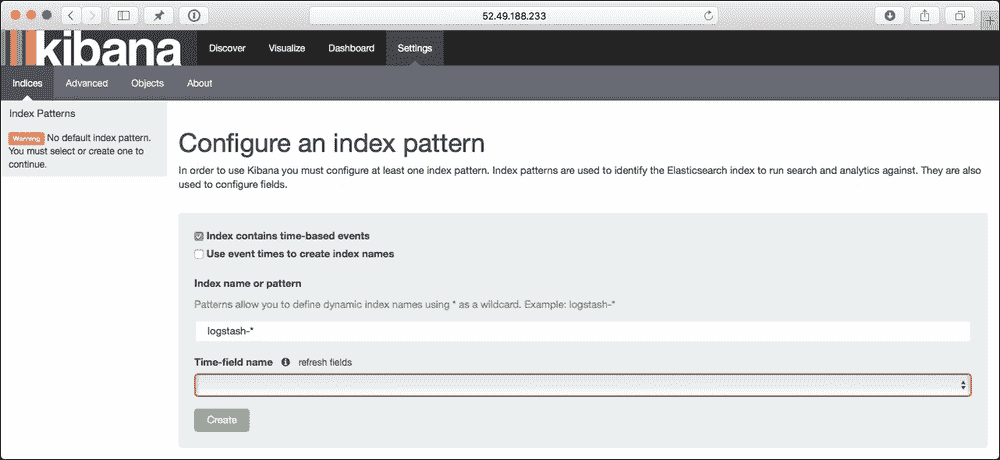 52.49.188.233
kibana
Discover
Visualize
Dashboard
Settings
Indices
Advanced
Objects
About
Index Patterns
Warning No default index pattern.
You must select or create one to
continue.
Configure an index pattern
In order to use Kibana you must configure at least one index pattern. Index patterns are used to identify the Elasticsearch index to run search and analytics against. They are also
used to configure fields.
Index contains time-based events
Use event times to create index names
Index name or pattern
Patterns allow you to define dynamic index names using * as a wildcard. Example: logstash-*
logstash-*
Time-field name
refresh fields
Create